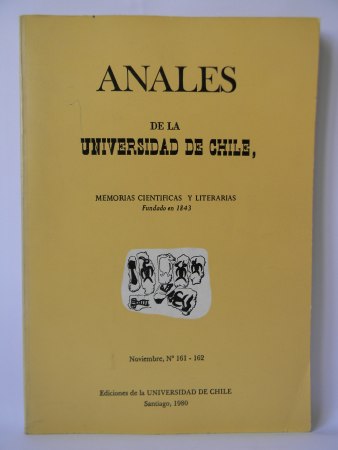 ANALES
DE LA
UNIVERSIDAD DE CHILE,
MEMORIAS CIENTIFICAS Y LITERARIAS
Fundado en 1843
Noviembre, Nº 161 - 162
Ediciones de la UNIVERSIDAD DE CHILE
Santiago, 1980